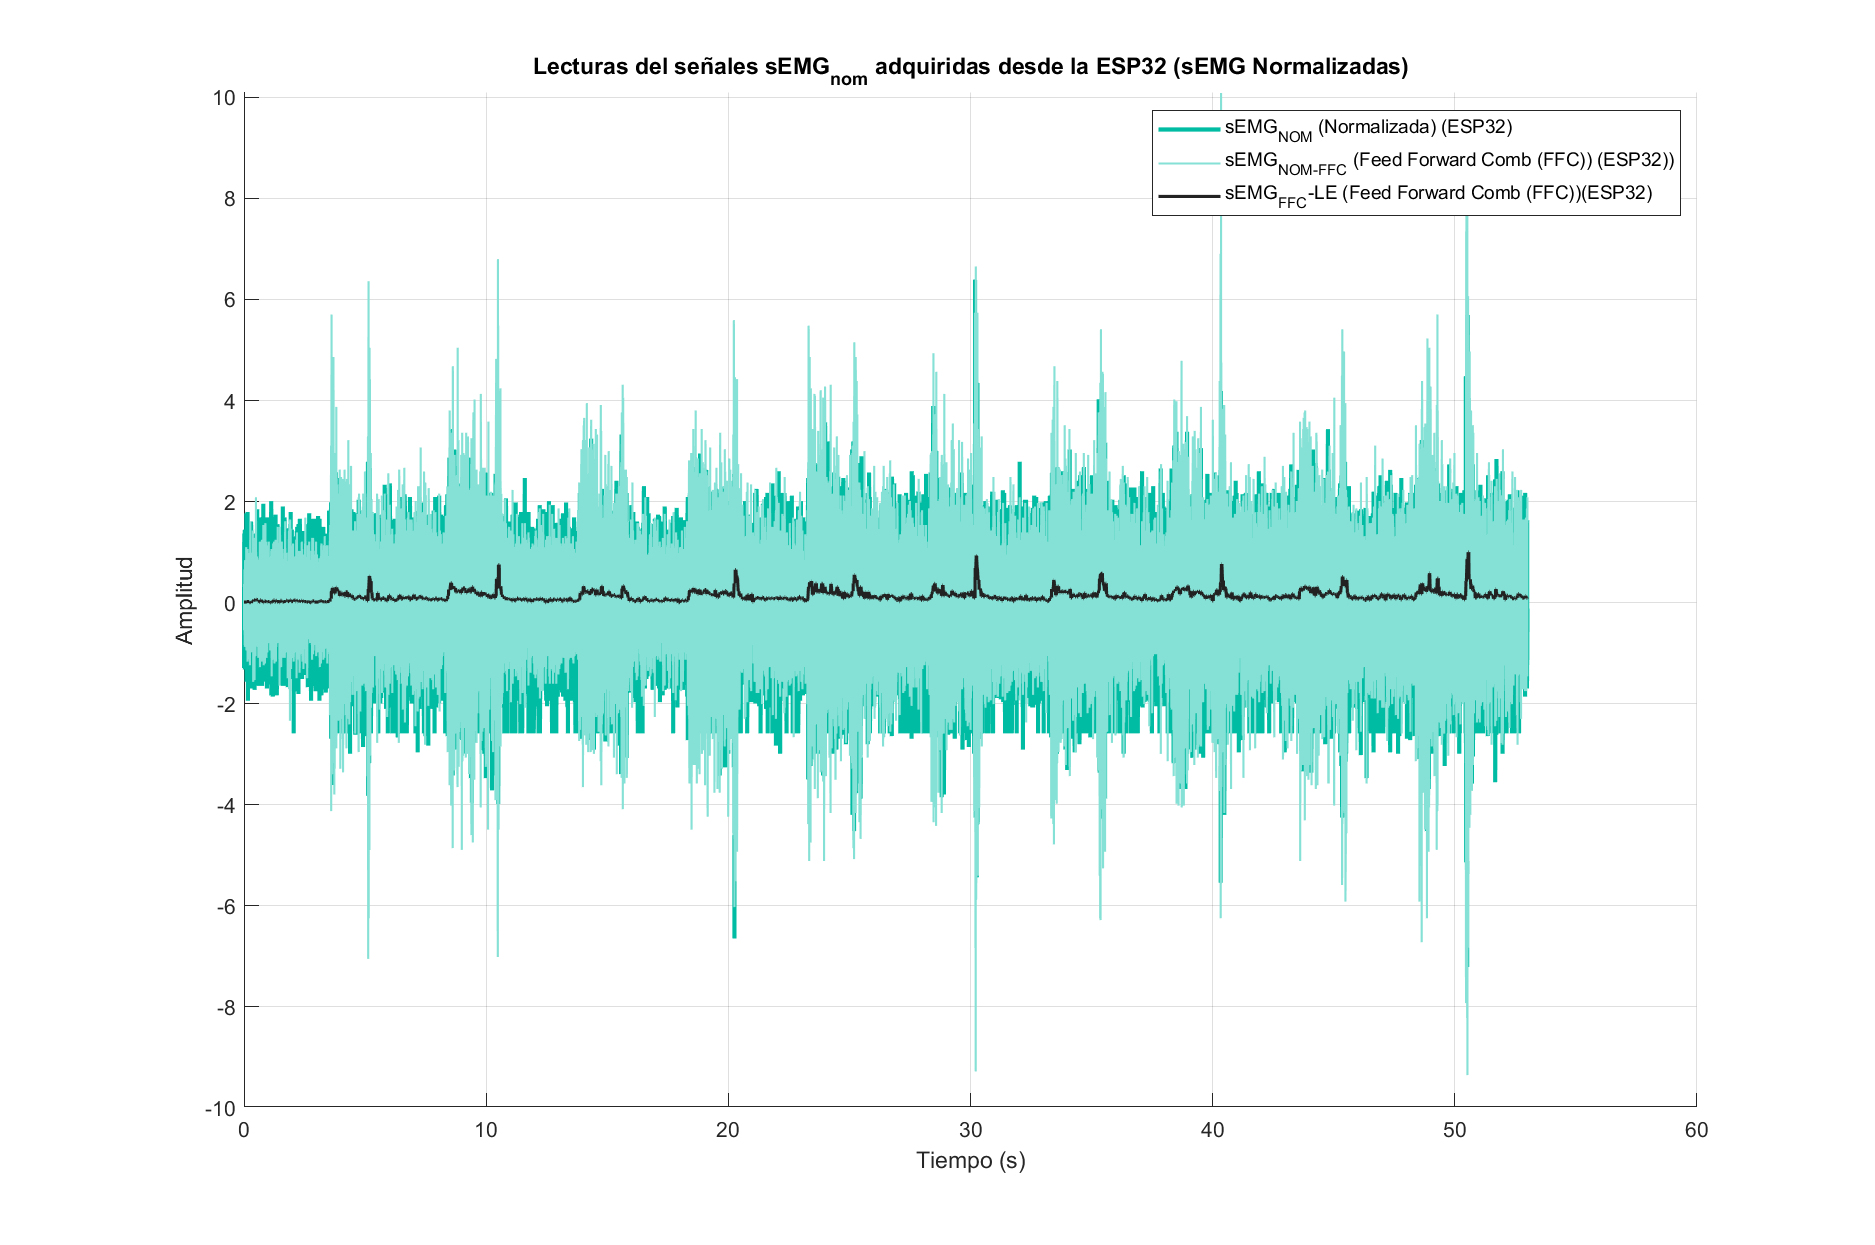 Lecturas del señales sEMGnom adquiridas desde la ESP32 (sEMG Normalizadas)
sEMGNOM (Normalizada) (ESP32)
sEMGNOM-FFC (Feed Forward Comb (FFC)) (ESP32))
sEMGFFC-LE (Feed Forward Comb (FFC))(ESP32)
10
8
6
4
2
0
-2
-4
-6
-8
-10
Amplitud
0 10 20 30 40 50 60
Tiempo (s)